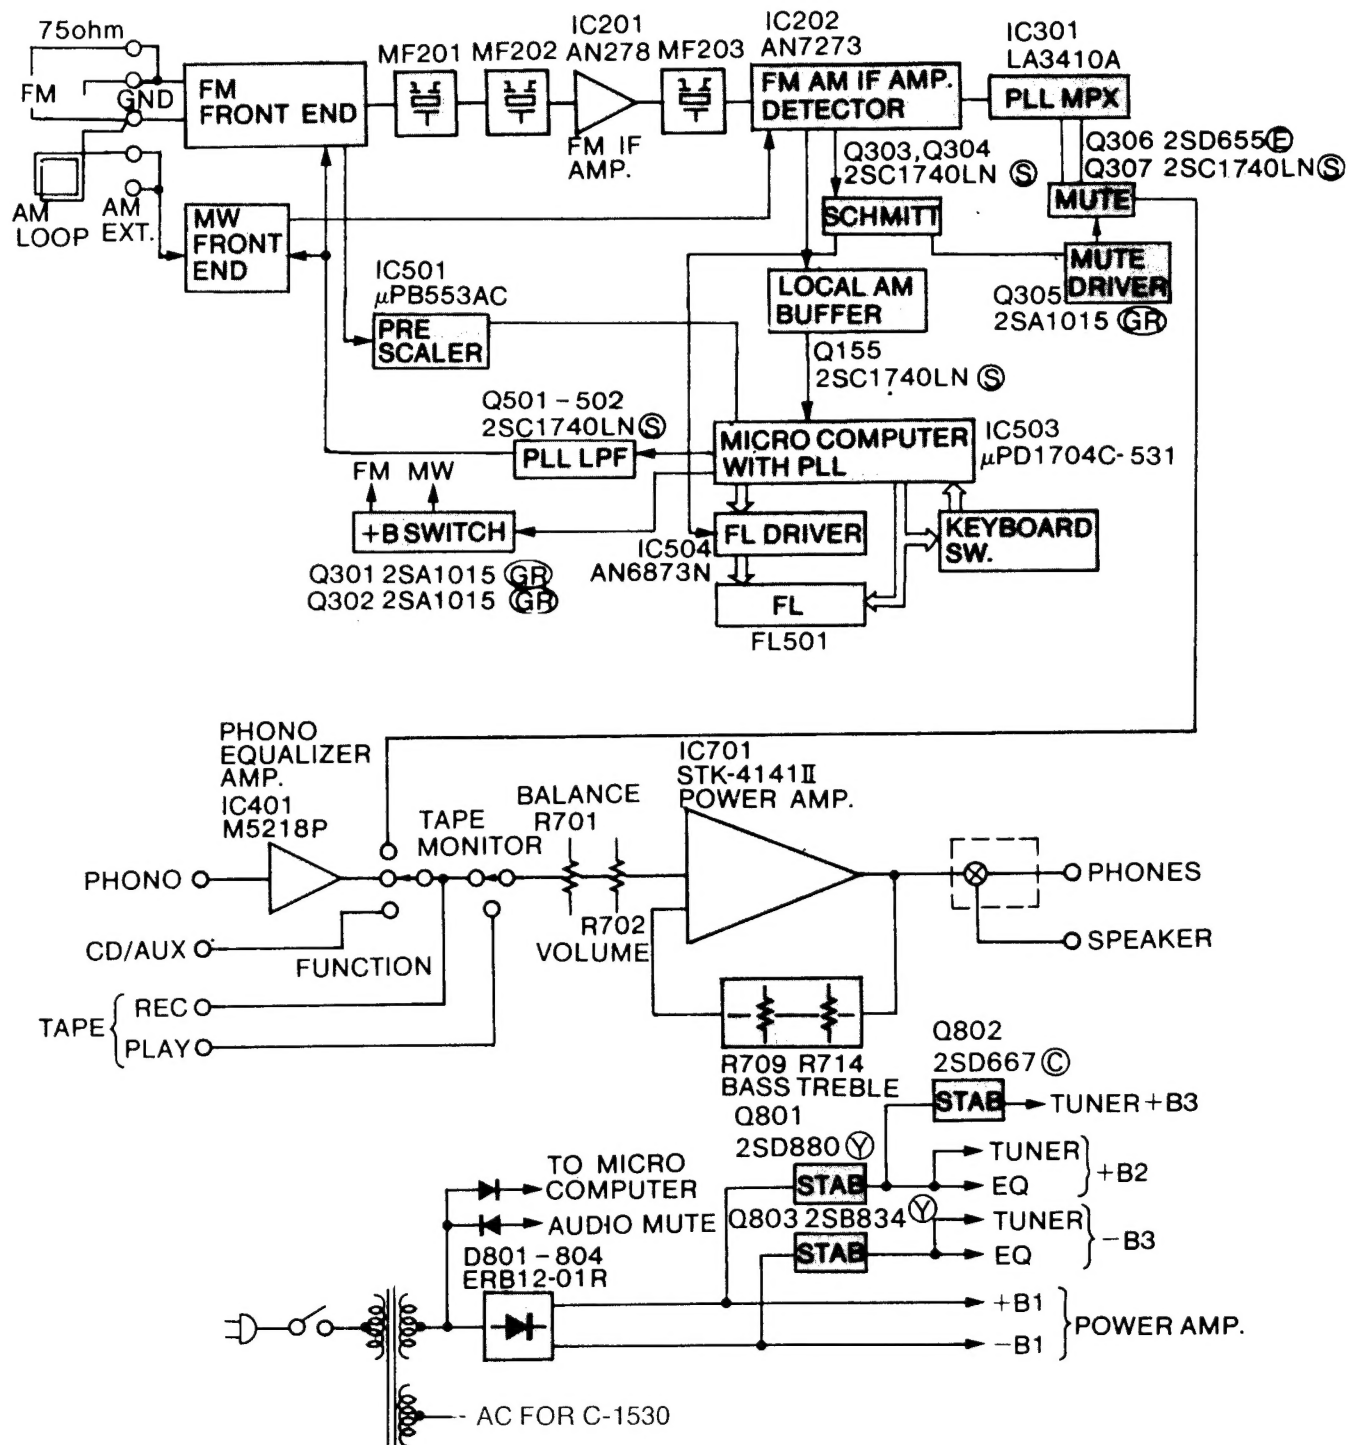 75ohm
FM
GND
AM
LOOP
AM
EXT.
FM
FRONT END
MF201
MF202
IC201
AN278
FM IF
AMP.
MF203
IC202
AN7273
FM AM IF AMP.
DETECTOR
IC301
LA3410A
PLL MPX
Q306 2SD655 Ⓔ
Q307 2SC1740LN Ⓢ
MUTE
Q303, Q304
2SC1740LN Ⓢ
SCHMITT
MW
FRONT
END
MUTE
DRIVER
Q305
2SA1015 GR
IC501
μPB553AC
PRE
SCALER
LOCAL AM
BUFFER
Q155
2SC1740LN Ⓢ
Q501-502
2SC1740LN Ⓢ
PLL LPF
MICRO COMPUTER
WITH PLL
IC503
μPD1704C-531
FM MW
+B SWITCH
Q301 2SA1015 GR
Q302 2SA1015 GR
IC504
AN6873N
FL DRIVER
KEYBOARD
SW.
FL
FL501
PHONO
EQUALIZER
AMP.
IC401
M5218P
TAPE
MONITOR
BALANCE
R701
IC701
STK-4141II
POWER AMP.
PHONO
R702
VOLUME
PHONES
SPEAKER
CD/AUX
FUNCTION
TAPE
REC
PLAY
R709 R714
BASS TREBLE
Q801
2SD880 Ⓨ
STAB
Q802
2SD667 Ⓒ
STAB
TUNER +B3
TUNER
EQ
+B2
Q803 2SB834 Ⓨ
STAB
TUNER
EQ
-B3
TO MICRO
COMPUTER
AUDIO MUTE
D801-804
ERB12-01R
+B1
-B1
POWER AMP.
AC FOR C-1530